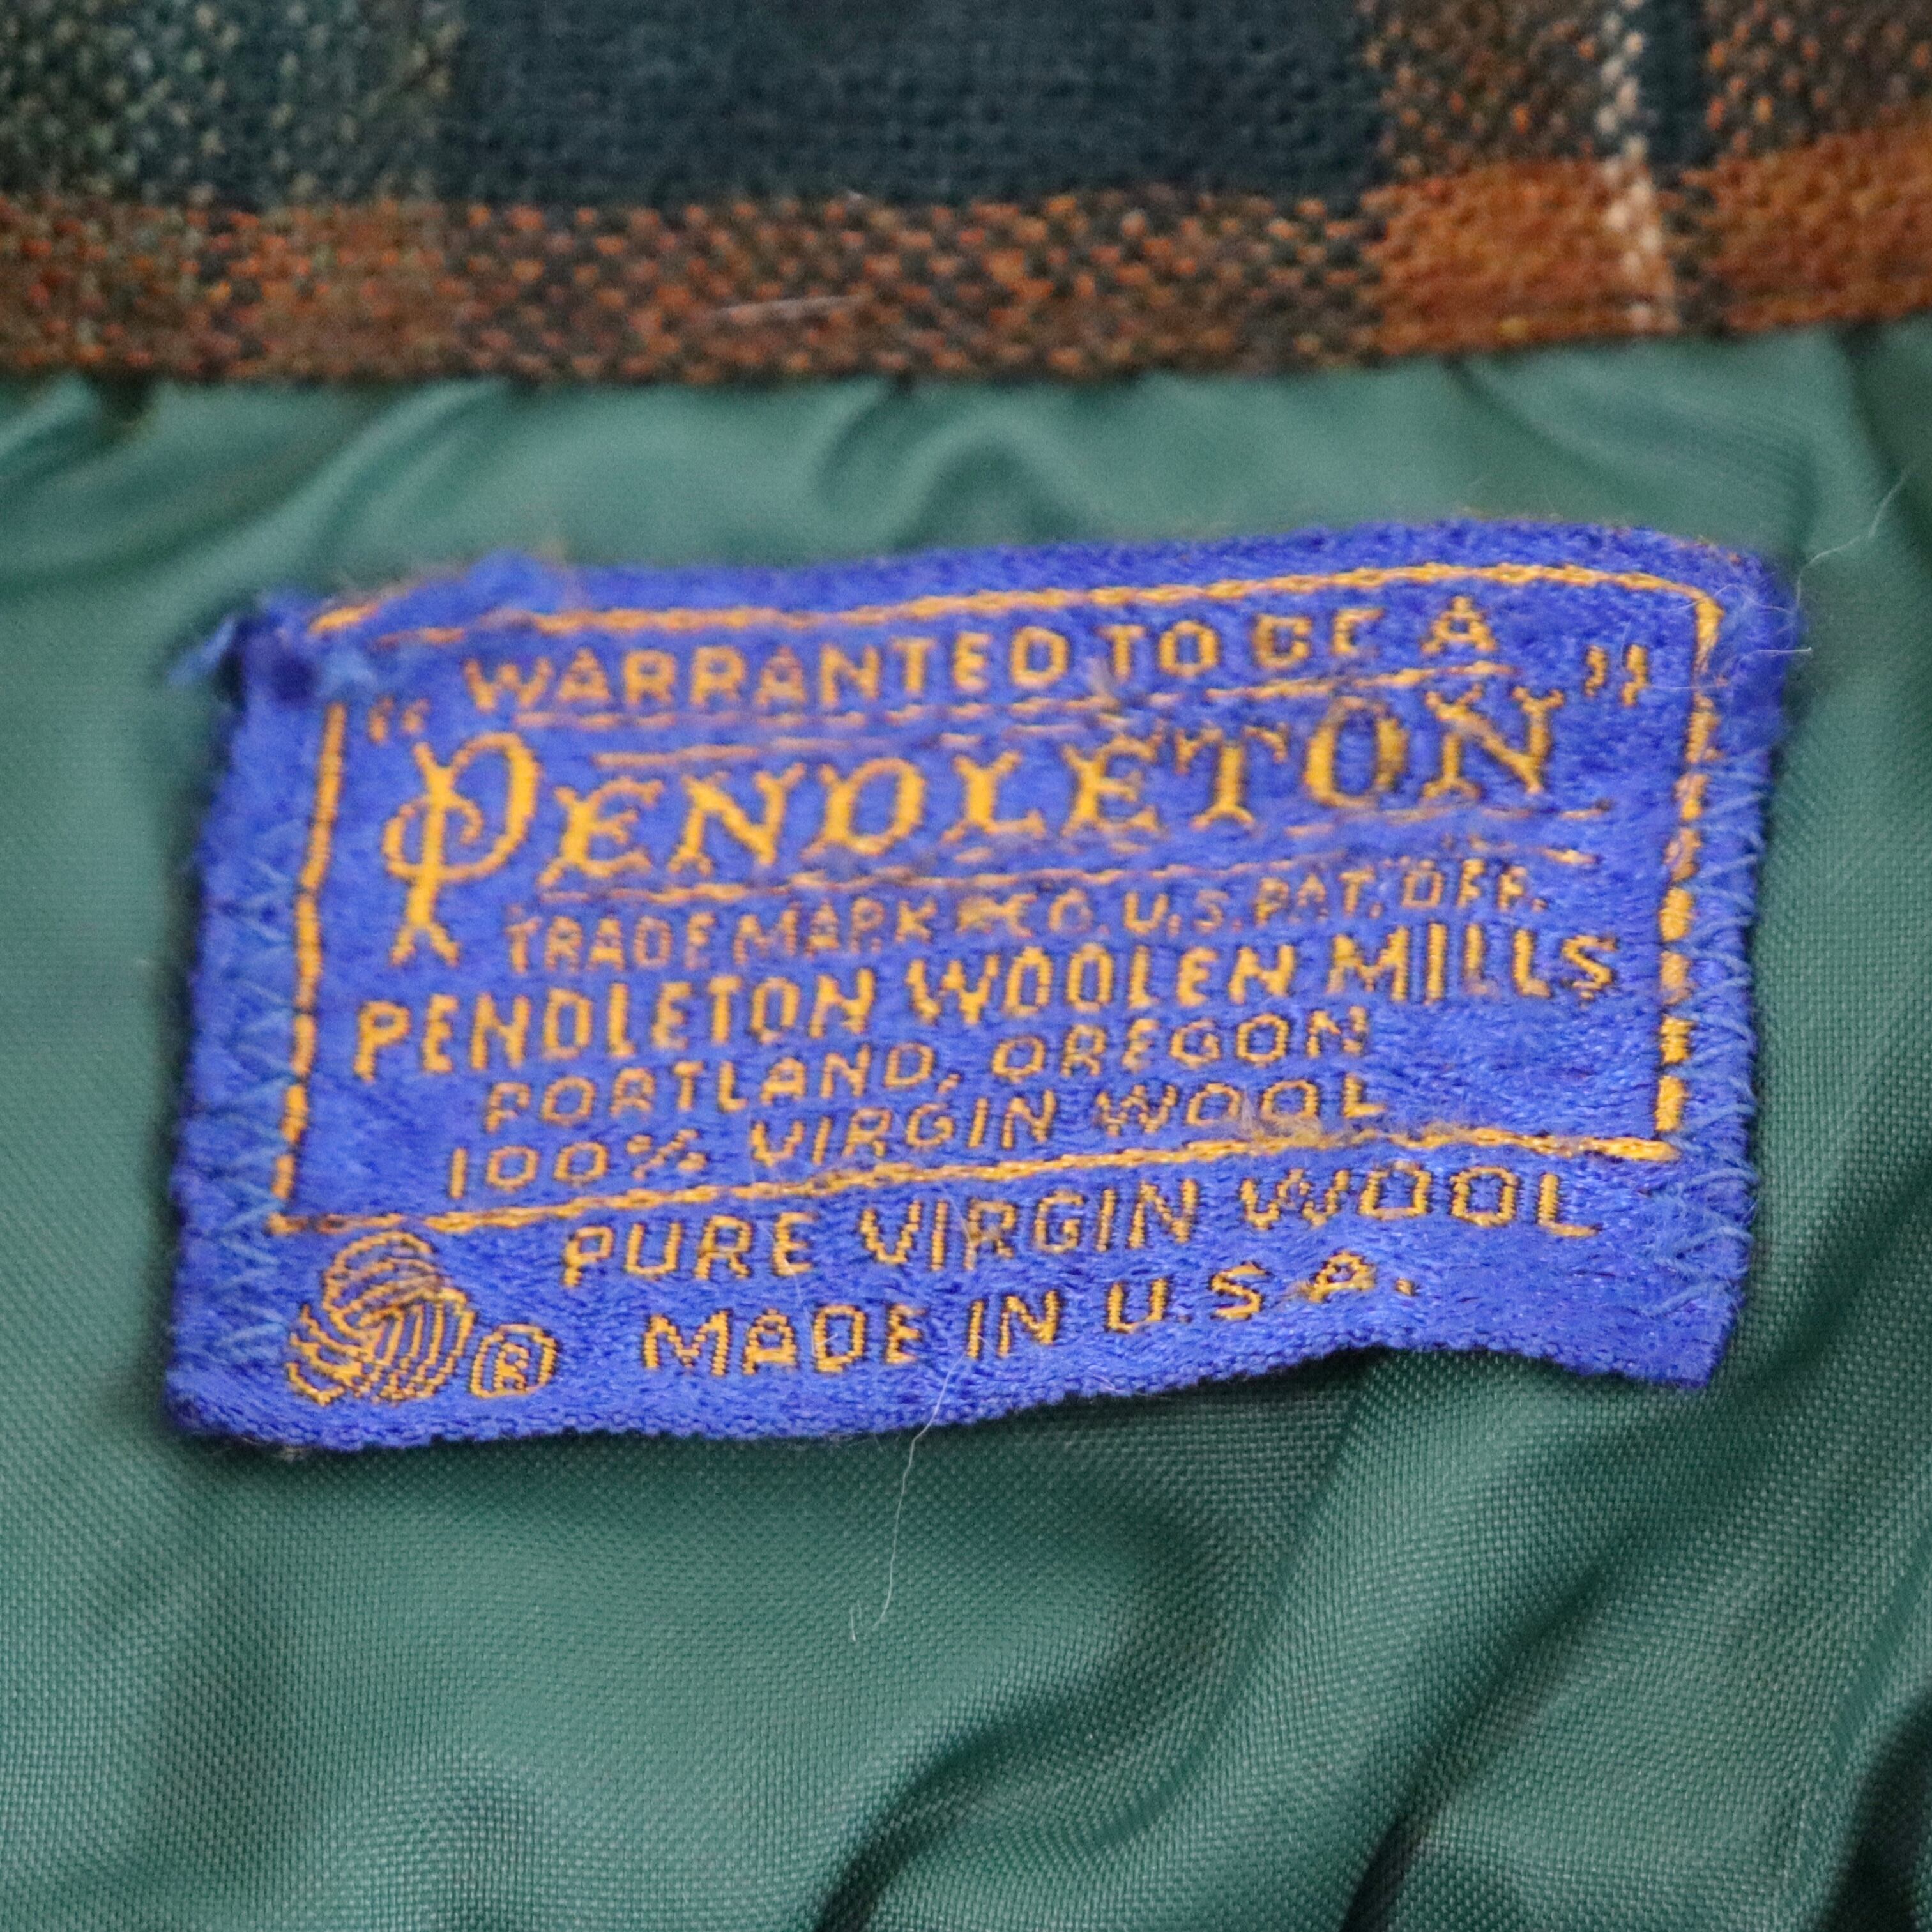 WARRANTED TO BE A
"PENDLETON"
TRADE MARK REG. U.S. PAT. OFF.
PENDLETON WOOLEN MILLS
PORTLAND, OREGON
100% VIRGIN WOOL
PURE VIRGIN WOOL
® MADE IN U.S.A.